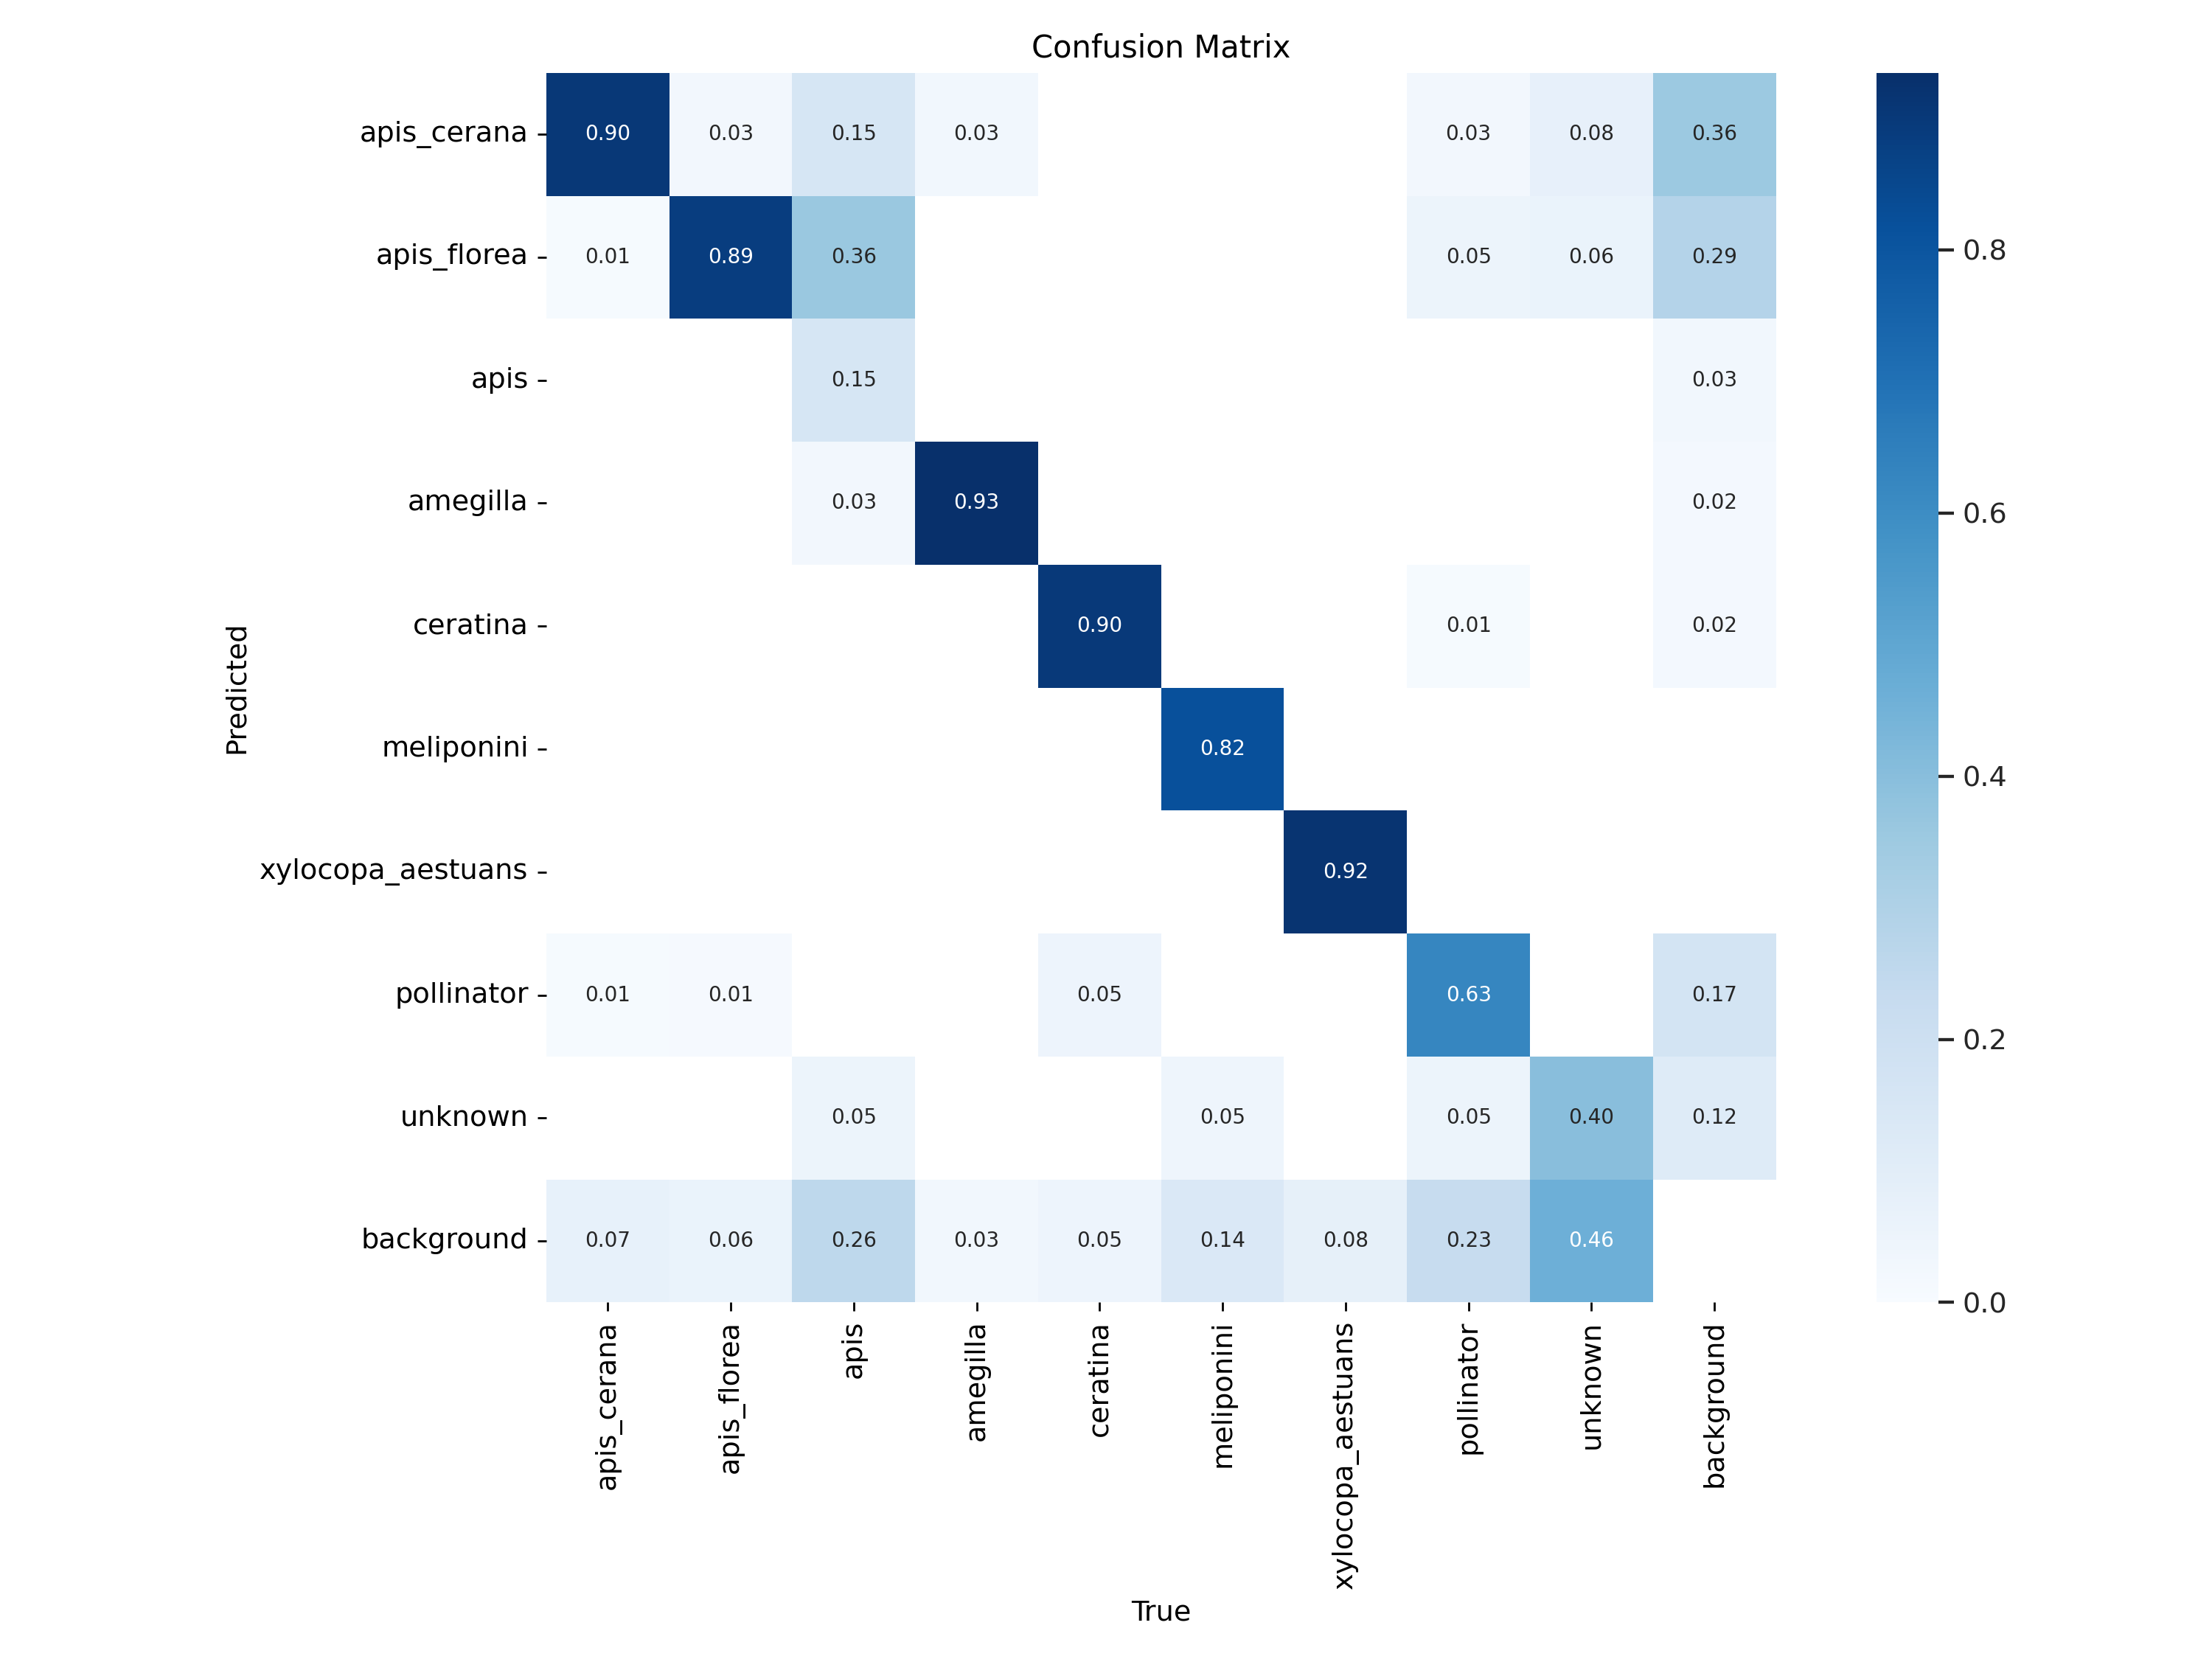 Confusion Matrix
apis_cerana 0.90 0.03 0.15 0.03 0.03 0.08 0.36
apis_florea 0.01 0.89 0.36 0.05 0.06 0.29
apis 0.15 0.03
amegilla 0.03 0.93 0.02
ceratina 0.90 0.01 0.02
meliponini 0.82
xylocopa_aestuans 0.92
pollinator 0.01 0.01 0.05 0.63 0.17
unknown 0.05 0.05 0.05 0.40 0.12
background 0.07 0.06 0.26 0.03 0.05 0.14 0.08 0.23 0.46
Predicted
apis_cerana
apis_florea
apis
amegilla
ceratina
meliponini
xylocopa_aestuans
pollinator
unknown
background
True
0.8
0.6
0.4
0.2
0.0